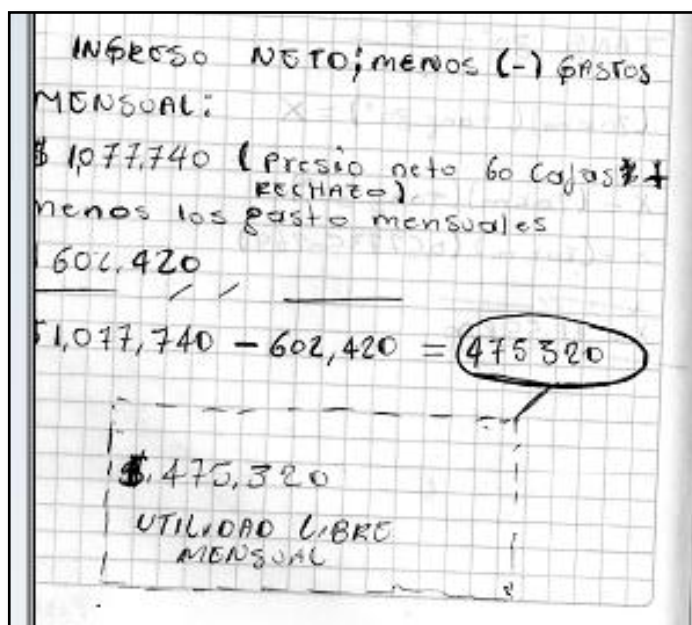 INGRESO NETO; MENOS (-) GASTOS
MENSUAL:
$ 1,077,740 (Presio neto 60 Cajas +
RECHAZO)
menos los gasto mensuales
602,420
$1,077,740 - 602,420 = 475320
$. 475,320
UTILIDAD LIBRE
MENSUAL